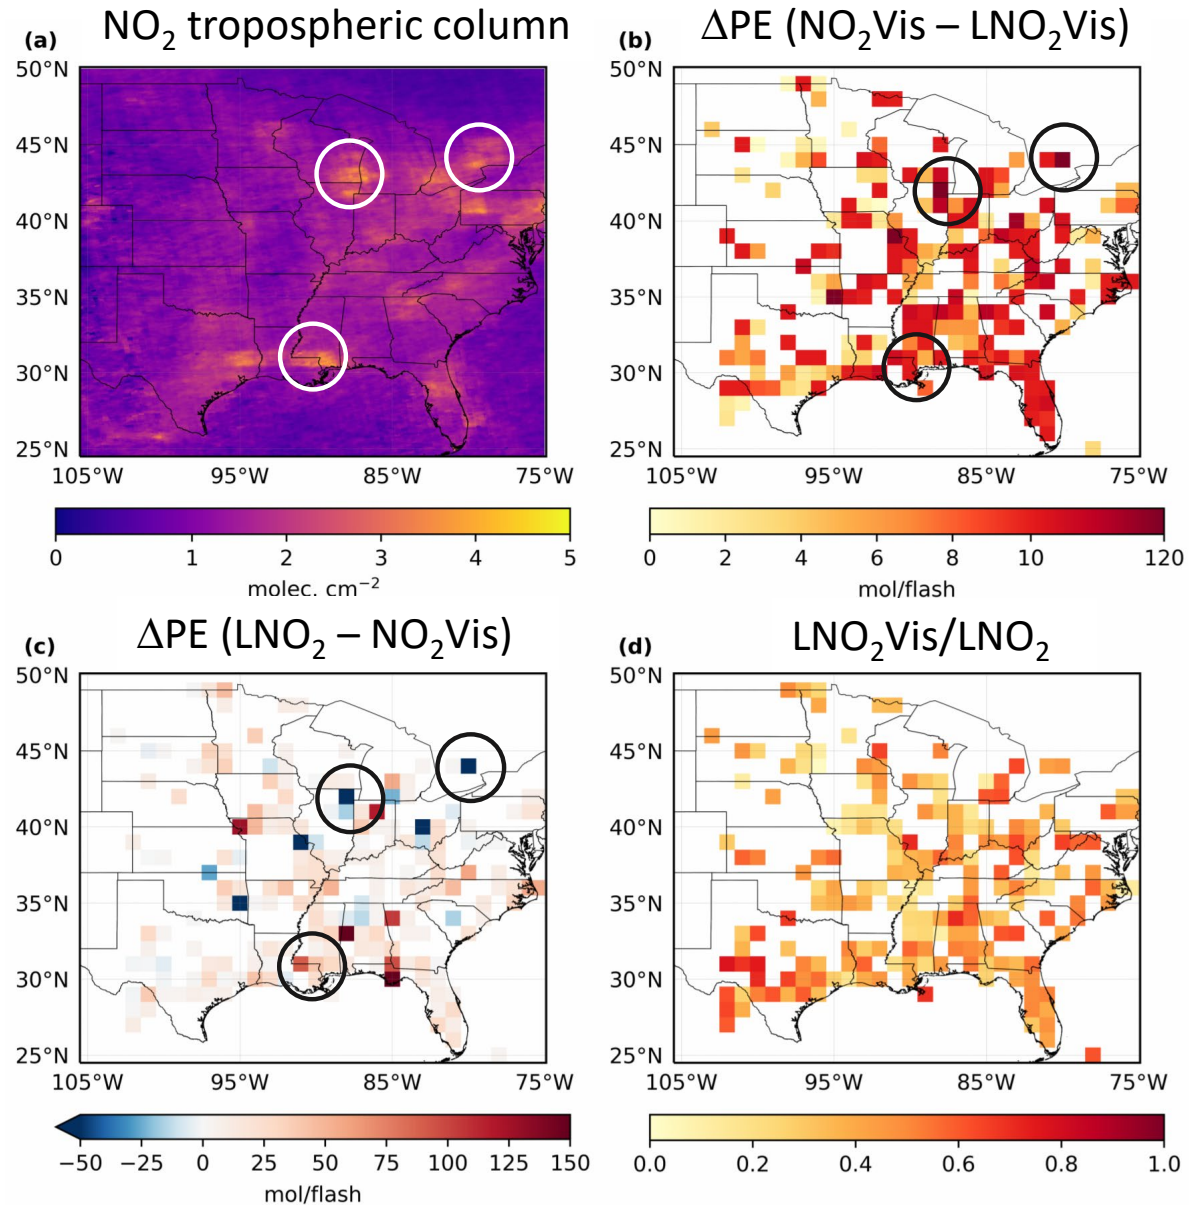 (a) NO₂ tropospheric column
50°N
45°N
40°N
35°N
30°N
25°N
105°W 95°W 85°W 75°W
0 1 2 3 4 5
molec. cm⁻²
(b) ΔPE (NO₂Vis – LNO₂Vis)
50°N
45°N
40°N
35°N
30°N
25°N
105°W 95°W 85°W 75°W
0 2 4 6 8 10 120
mol/flash
(c) ΔPE (LNO₂ – NO₂Vis)
50°N
45°N
40°N
35°N
30°N
25°N
105°W 95°W 85°W 75°W
−50 −25 0 25 50 75 100 125 150
mol/flash
(d) LNO₂Vis/LNO₂
50°N
45°N
40°N
35°N
30°N
25°N
105°W 95°W 85°W 75°W
0.0 0.2 0.4 0.6 0.8 1.0